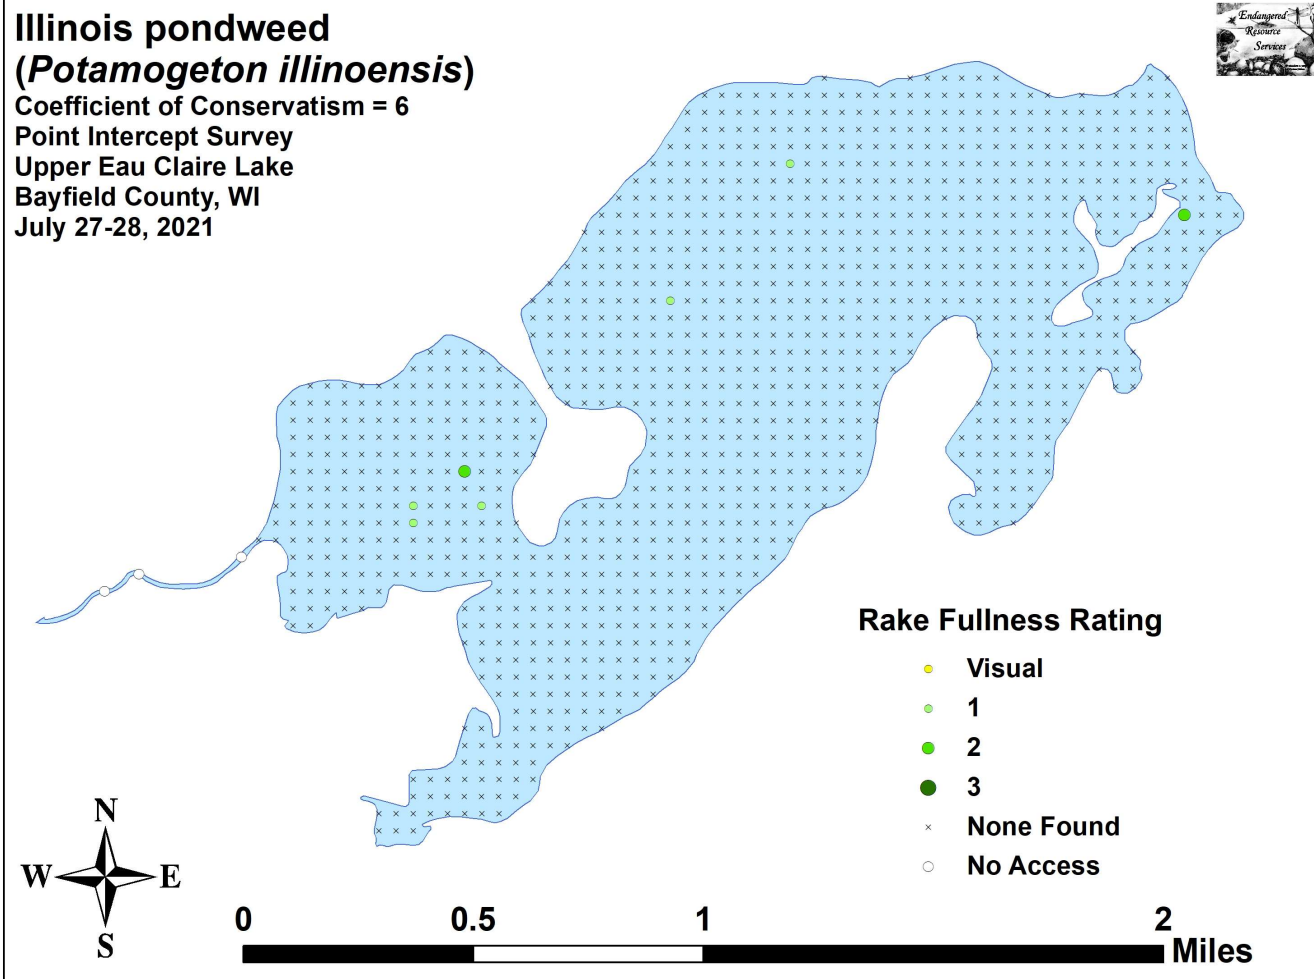 Illinois pondweed
(Potamogeton illinoensis)
Coefficient of Conservatism = 6
Point Intercept Survey
Upper Eau Claire Lake
Bayfield County, WI
July 27-28, 2021
Endangered
Resource
Services
Rake Fullness Rating
Visual
1
2
3
None Found
No Access
N
W E
S
0 0.5 1 2
Miles